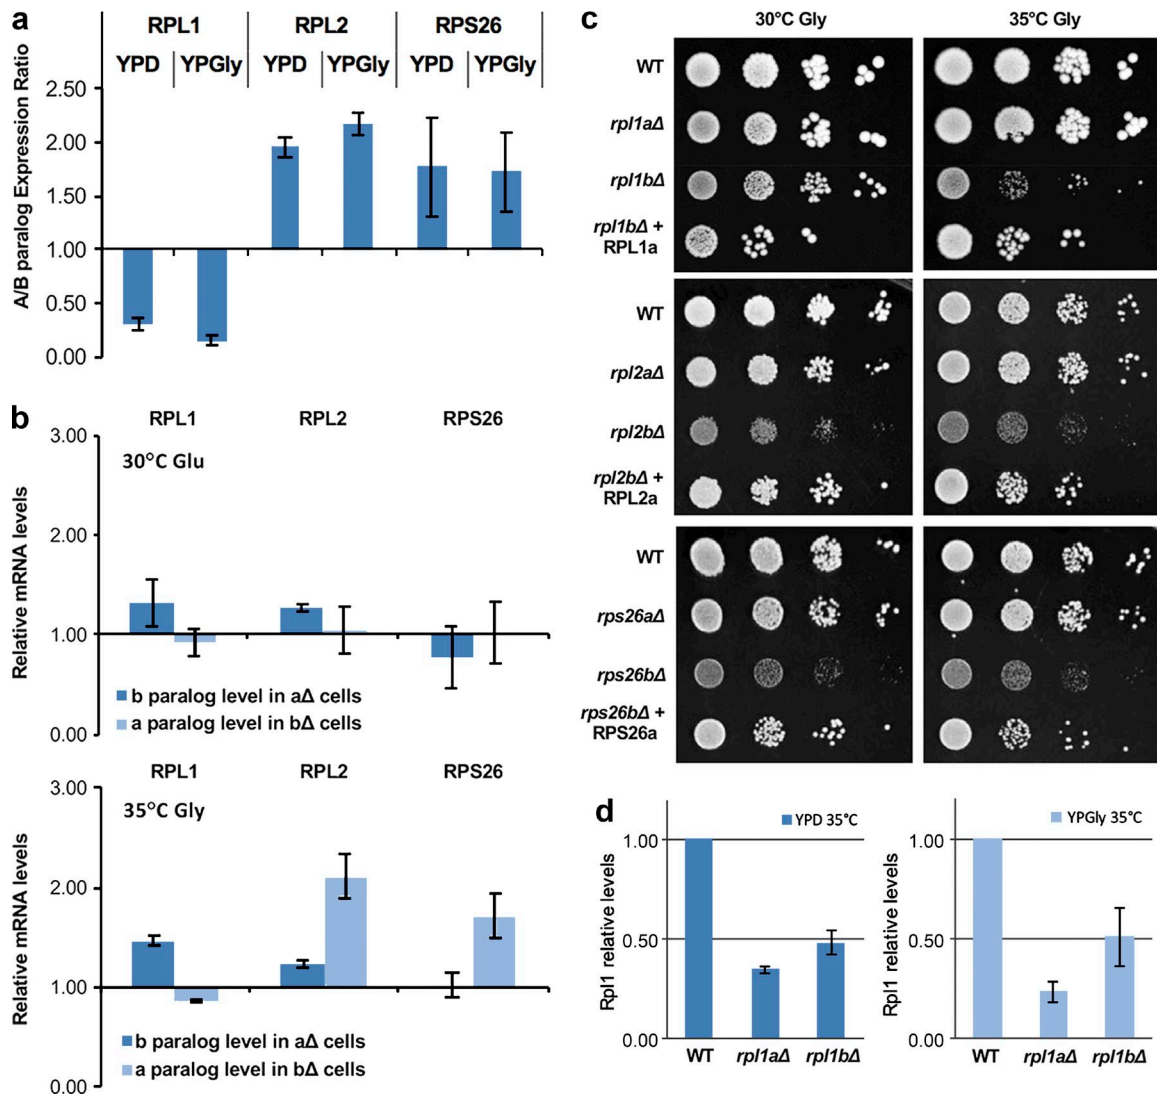 a
RPL1 RPL2 RPS26
YPD YPGly YPD YPGly YPD YPGly
A/B paralog Expression Ratio
2.50
2.00
1.50
1.00
0.50
0.00
b
RPL1 RPL2 RPS26
30°C Glu
Relative mRNA levels
3.00
2.00
1.00
0.00
b paralog level in aΔ cells
a paralog level in bΔ cells
RPL1 RPL2 RPS26
35°C Gly
Relative mRNA levels
3.00
2.00
1.00
0.00
b paralog level in aΔ cells
a paralog level in bΔ cells
c
30°C Gly 35°C Gly
WT
rpl1aΔ
rpl1bΔ
rpl1bΔ +
RPL1a
WT
rpl2aΔ
rpl2bΔ
rpl2bΔ +
RPL2a
WT
rps26aΔ
rps26bΔ
rps26bΔ +
RPS26a
d
YPD 35°C
Rpl1 relative levels
1.00
0.50
0.00
WT rpl1aΔ rpl1bΔ
YPGly 35°C
Rpl1 relative levels
1.00
0.50
0.00
WT rpl1aΔ rpl1bΔ